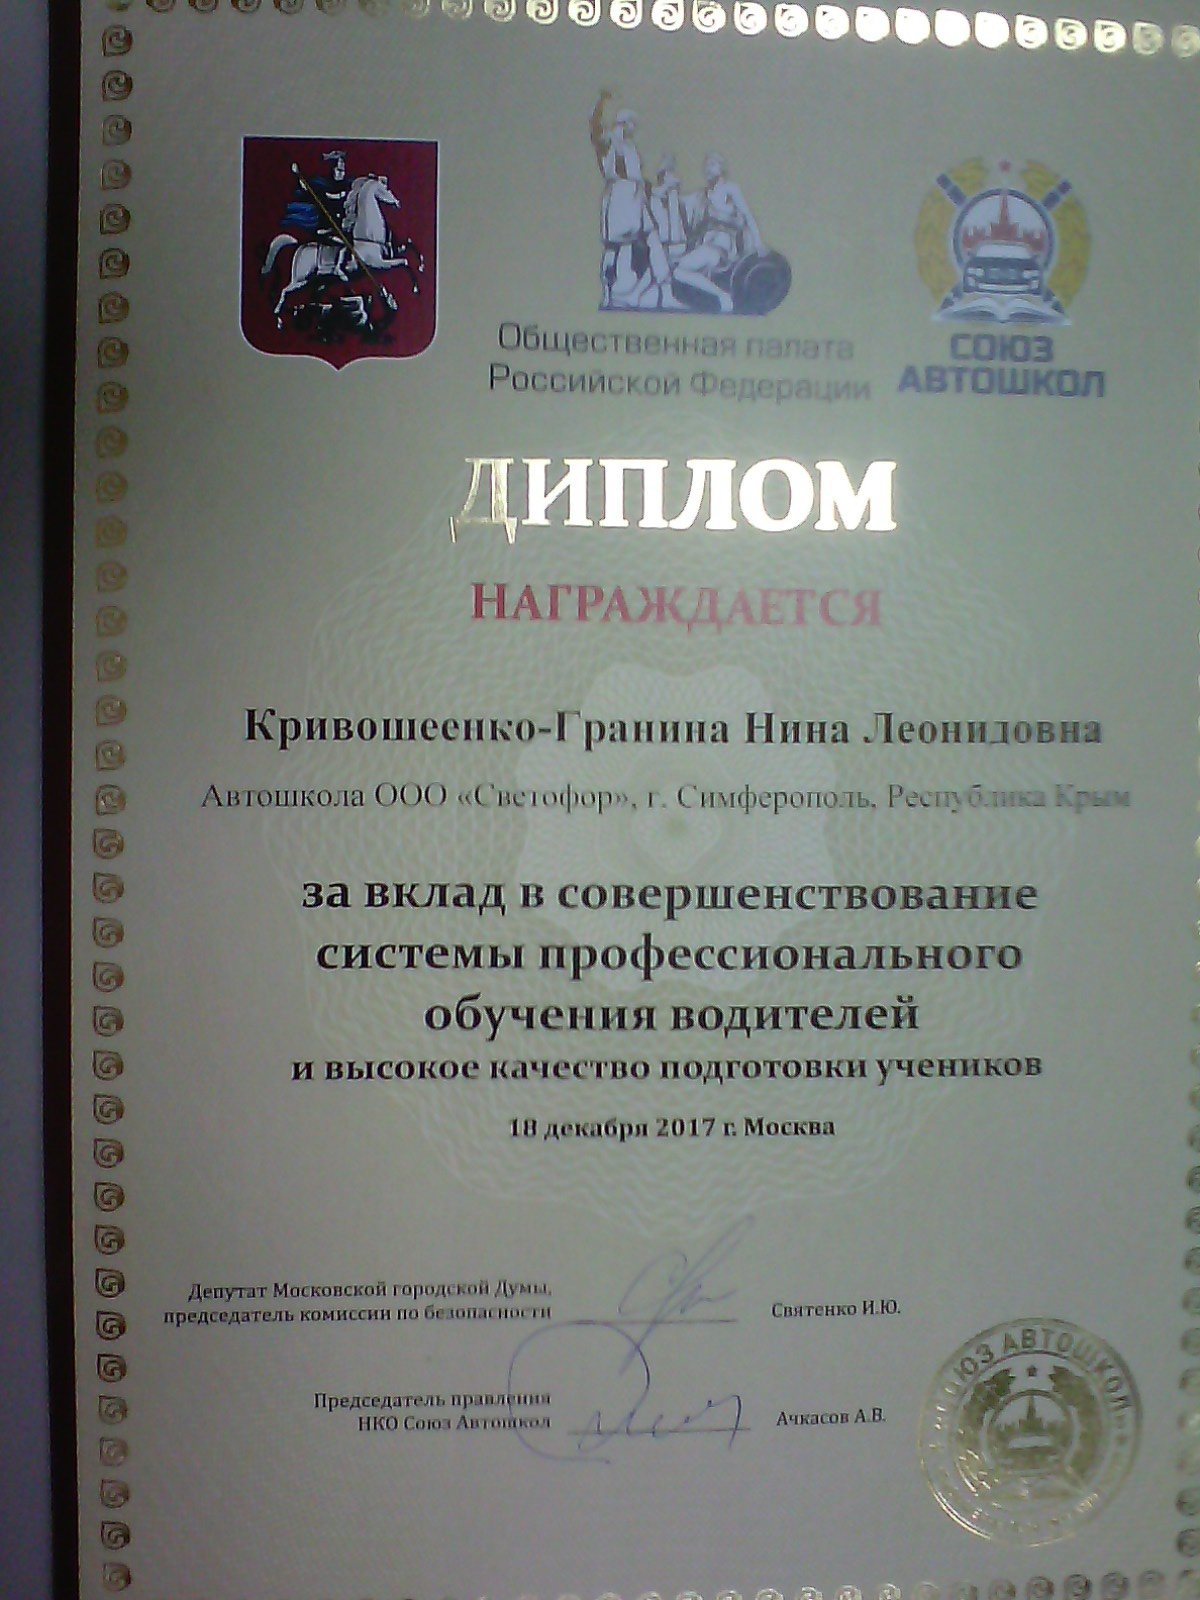 Общественная палата
Российской Федерации
СОЮЗ
АВТОШКОЛ
ДИПЛОМ
НАГРАЖДАЕТСЯ
Кривошеенко-Гранина Нина Леонидовна
Автошкола ООО «Светофор», г. Симферополь, Республика Крым
за вклад в совершенствование
системы профессионального
обучения водителей
и высокое качество подготовки учеников
18 декабря 2017 г. Москва
Депутат Московской городской Думы,
председатель комиссии по безопасности
Святенко И.Ю.
Председатель правления
НКО Союз Автошкол
Ачкасов А.В.
СОЮЗ АВТОШКОЛ